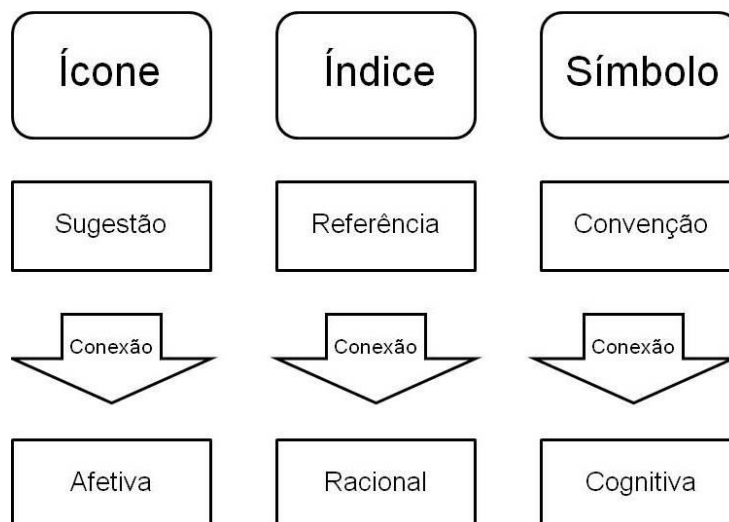 Ícone
Índice
Símbolo
Sugestão
Referência
Convenção
Conexão
Conexão
Conexão
Afetiva
Racional
Cognitiva